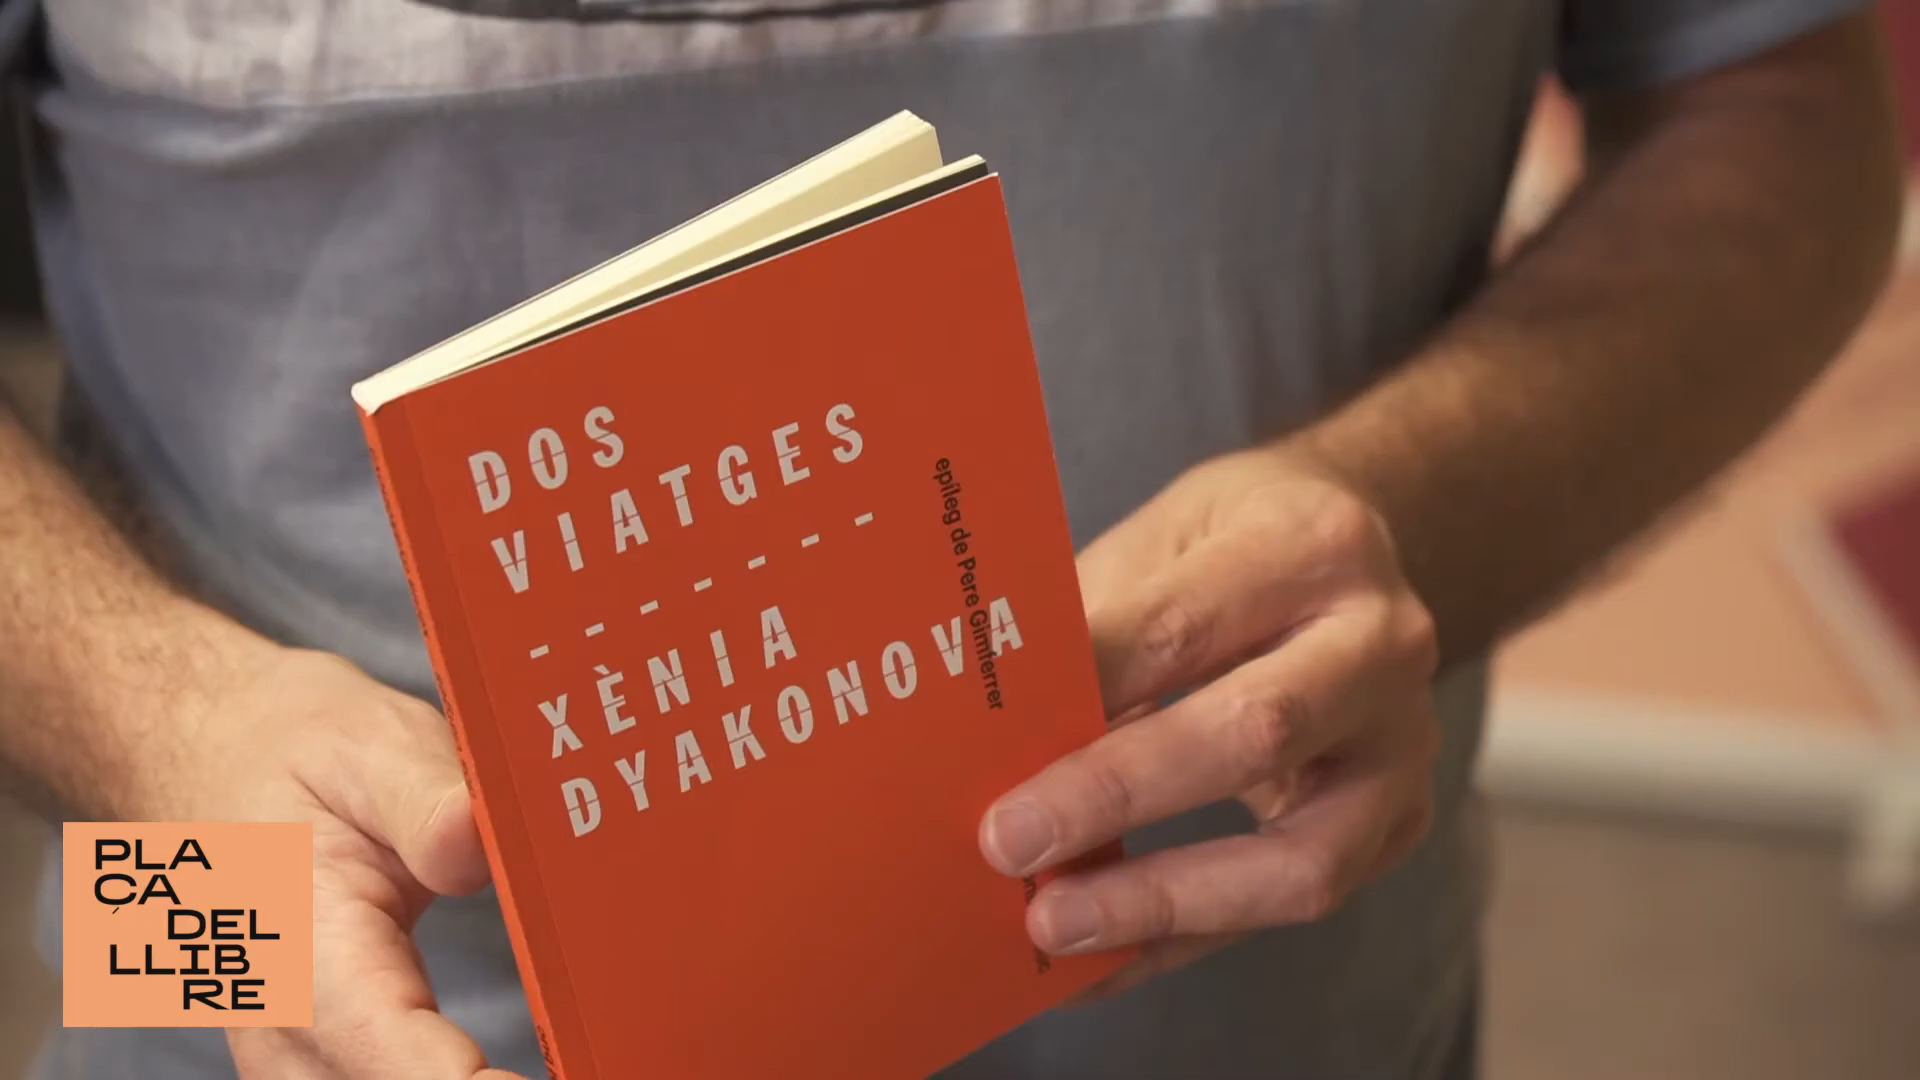 DOS
VIATGES
- - - - - - -
XÈNIA
DYAKONOVA
epíleg de Pere Gimferrer
PLA
ÇA
DEL
LLIB
RE